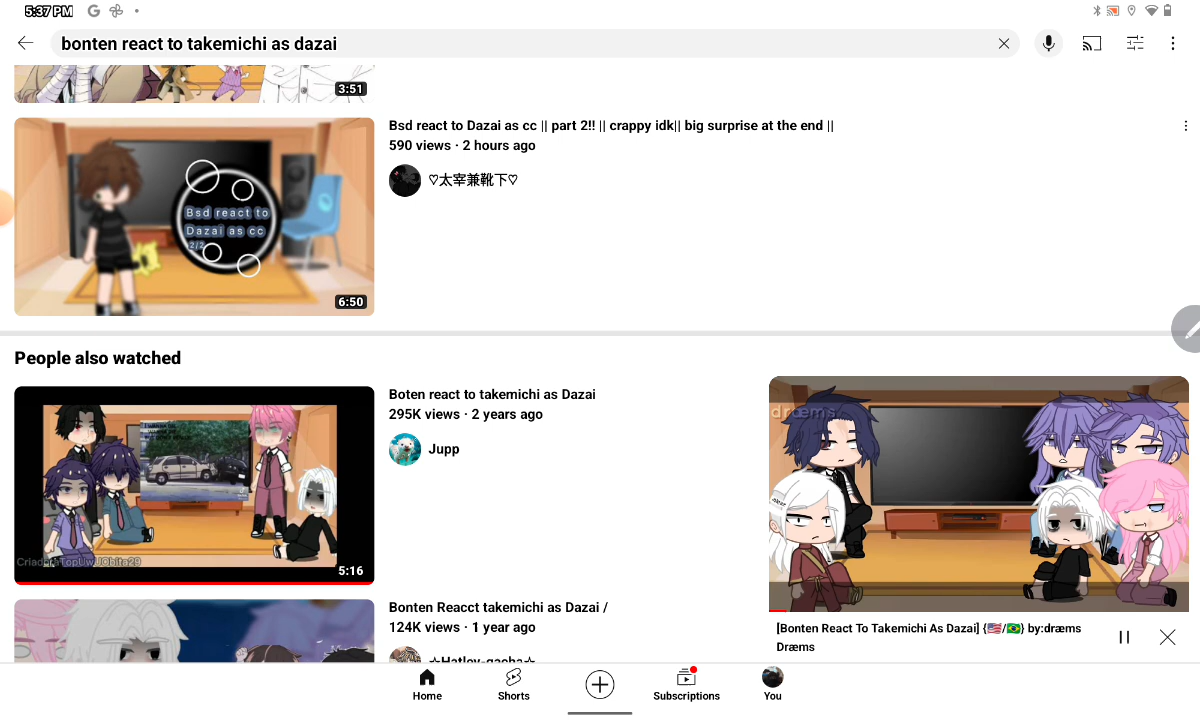 5:37 PM
bonten react to takemichi as dazai
3:51
Bsd react to Dazai as cc || part 2!! || crappy idk|| big surprise at the end ||
590 views · 2 hours ago
♡太宰兼靴下♡
Bsd react to
Dazai as cc
2/2
6:50
People also watched
Boten react to takemichi as Dazai
295K views · 2 years ago
Jupp
CriadoraTopUwUObita29
5:16
dræms
[Bonten React To Takemichi As Dazai] {🇺🇸/🇧🇷} by:dræms
Dræms
Bonten Reacct takemichi as Dazai /
124K views · 1 year ago
☆Hatley-gacha☆
Home
Shorts
Subscriptions
You